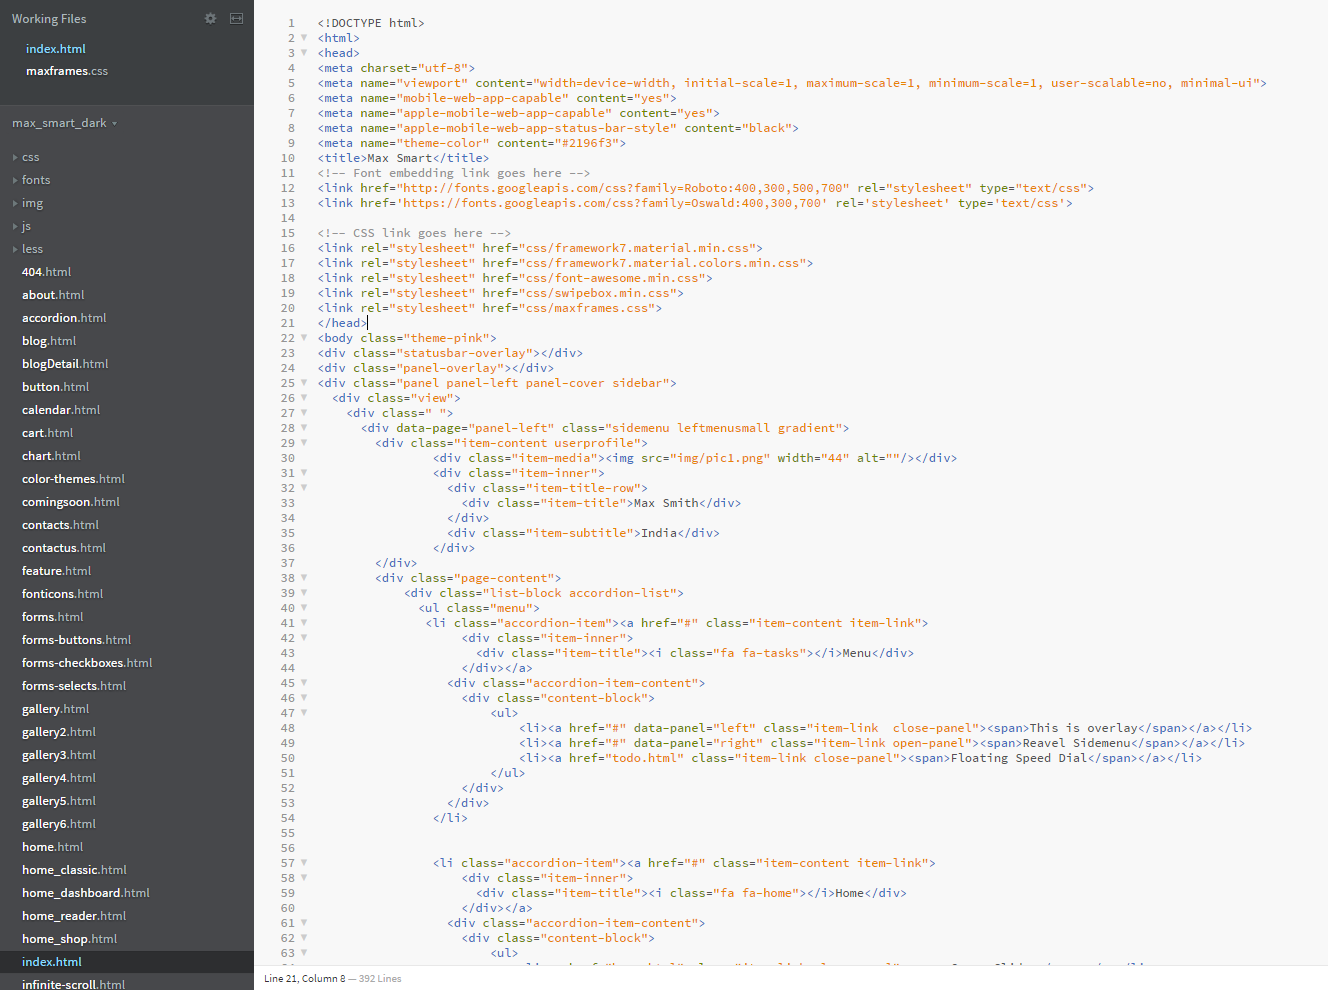 Working Files
index.html
maxframes.css
max_smart_dark
css
fonts
img
js
less
404.html
about.html
accordion.html
blog.html
blogDetail.html
button.html
calendar.html
cart.html
chart.html
color-themes.html
comingsoon.html
contacts.html
contactus.html
feature.html
fonticons.html
forms.html
forms-buttons.html
forms-checkboxes.html
forms-selects.html
gallery.html
gallery2.html
gallery3.html
gallery4.html
gallery5.html
gallery6.html
home.html
home_classic.html
home_dashboard.html
home_reader.html
home_shop.html
index.html
infinite-scroll.html
1 <!DOCTYPE html>
2 <html>
3 <head>
4 <meta charset="utf-8">
5 <meta name="viewport" content="width=device-width, initial-scale=1, maximum-scale=1, minimum-scale=1, user-scalable=no, minimal-ui">
6 <meta name="mobile-web-app-capable" content="yes">
7 <meta name="apple-mobile-web-app-capable" content="yes">
8 <meta name="apple-mobile-web-app-status-bar-style" content="black">
9 <meta name="theme-color" content="#2196f3">
10 <title>Max Smart</title>
11 <!-- Font embedding link goes here -->
12 <link href="http://fonts.googleapis.com/css?family=Roboto:400,300,500,700" rel="stylesheet" type="text/css">
13 <link href='https://fonts.googleapis.com/css?family=Oswald:400,300,700' rel='stylesheet' type='text/css'>
14
15 <!-- CSS link goes here -->
16 <link rel="stylesheet" href="css/framework7.material.min.css">
17 <link rel="stylesheet" href="css/framework7.material.colors.min.css">
18 <link rel="stylesheet" href="css/font-awesome.min.css">
19 <link rel="stylesheet" href="css/swipebox.min.css">
20 <link rel="stylesheet" href="css/maxframes.css">
21 </head>
22 <body class="theme-pink">
23 <div class="statusbar-overlay"></div>
24 <div class="panel-overlay"></div>
25 <div class="panel panel-left panel-cover sidebar">
26 <div class="view">
27 <div class=" ">
28 <div data-page="panel-left" class="sidemenu leftmenusmall gradient">
29 <div class="item-content userprofile">
30 <div class="item-media"><img src="img/pic1.png" width="44" alt=""/></div>
31 <div class="item-inner">
32 <div class="item-title-row">
33 <div class="item-title">Max Smith</div>
34 </div>
35 <div class="item-subtitle">India</div>
36 </div>
37 </div>
38 <div class="page-content">
39 <div class="list-block accordion-list">
40 <ul class="menu">
41 <li class="accordion-item"><a href="#" class="item-content item-link">
42 <div class="item-inner">
43 <div class="item-title"><i class="fa fa-tasks"></i>Menu</div>
44 </div></a>
45 <div class="accordion-item-content">
46 <div class="content-block">
47 <ul>
48 <li><a href="#" data-panel="left" class="item-link  close-panel"><span>This is overlay</span></a></li>
49 <li><a href="#" data-panel="right" class="item-link open-panel"><span>Reavel Sidemenu</span></a></li>
50 <li><a href="todo.html" class="item-link close-panel"><span>Floating Speed Dial</span></a></li>
51 </ul>
52 </div>
53 </div>
54 </li>
55
56
57 <li class="accordion-item"><a href="#" class="item-content item-link">
58 <div class="item-inner">
59 <div class="item-title"><i class="fa fa-home"></i>Home</div>
60 </div></a>
61 <div class="accordion-item-content">
62 <div class="content-block">
63 <ul>
Line 21, Column 8 — 392 Lines